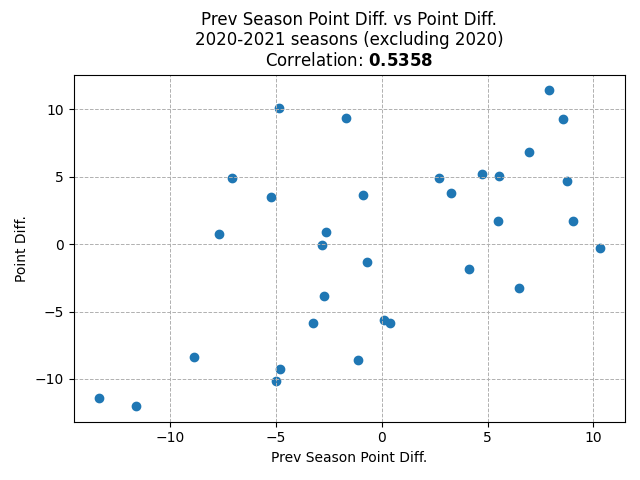 Prev Season Point Diff. vs Point Diff.
2020-2021 seasons (excluding 2020)
Correlation: 0.5358
10
5
0
−5
−10
Point Diff.
−10 −5 0 5 10
Prev Season Point Diff.